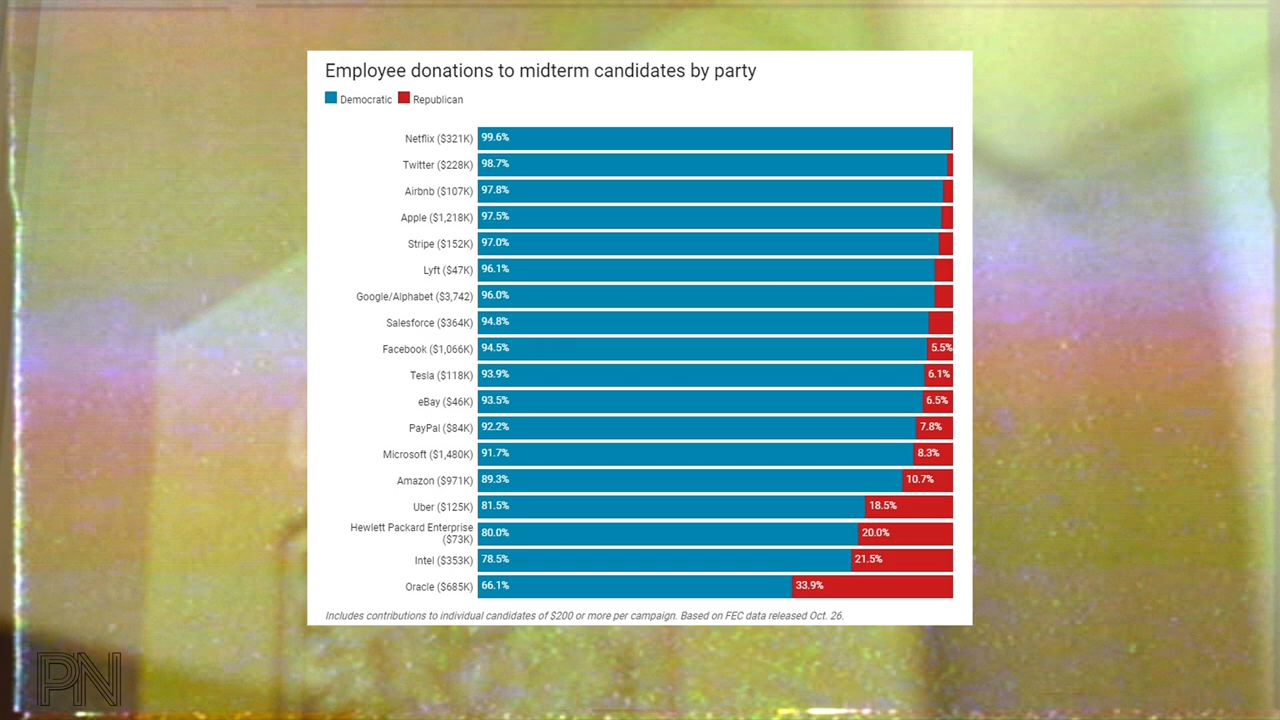 Employee donations to midterm candidates by party
Democratic Republican
Netflix ($321K) 99.6%
Twitter ($228K) 98.7%
Airbnb ($107K) 97.8%
Apple ($1,218K) 97.5%
Stripe ($152K) 97.0%
Lyft ($47K) 96.1%
Google/Alphabet ($3,742) 96.0%
Salesforce ($364K) 94.8%
Facebook ($1,066K) 94.5% 5.5%
Tesla ($118K) 93.9% 6.1%
eBay ($46K) 93.5% 6.5%
PayPal ($84K) 92.2% 7.8%
Microsoft ($1,480K) 91.7% 8.3%
Amazon ($971K) 89.3% 10.7%
Uber ($125K) 81.5% 18.5%
Hewlett Packard Enterprise
($73K) 80.0% 20.0%
Intel ($353K) 78.5% 21.5%
Oracle ($685K) 66.1% 33.9%
Includes contributions to individual candidates of $200 or more per campaign. Based on FEC data released Oct. 26.
PN